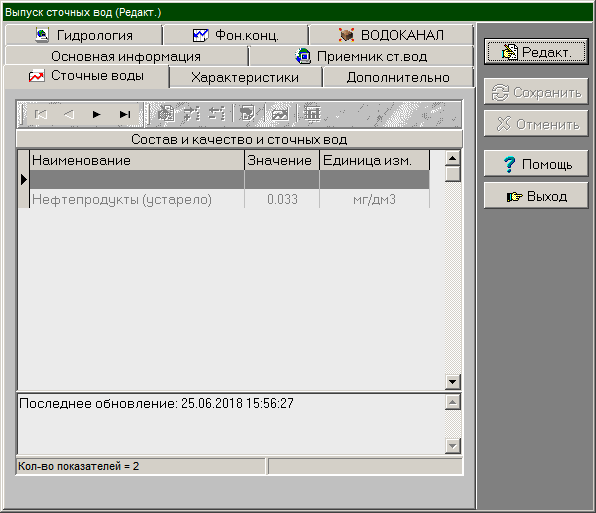 Выпуск сточных вод (Редакт.)
Гидрология Фон.конц. ВОДОКАНАЛ
Основная информация Приемник ст.вод
Сточные воды Характеристики Дополнительно
Состав и качество и сточных вод
Наименование Значение Единица изм.
Нефтепродукты (устарело) 0.033 мг/дм3
Последнее обновление: 25.06.2018 15:56:27
Кол-во показателей = 2
Редакт.
Сохранить
Отменить
Помощь
Выход